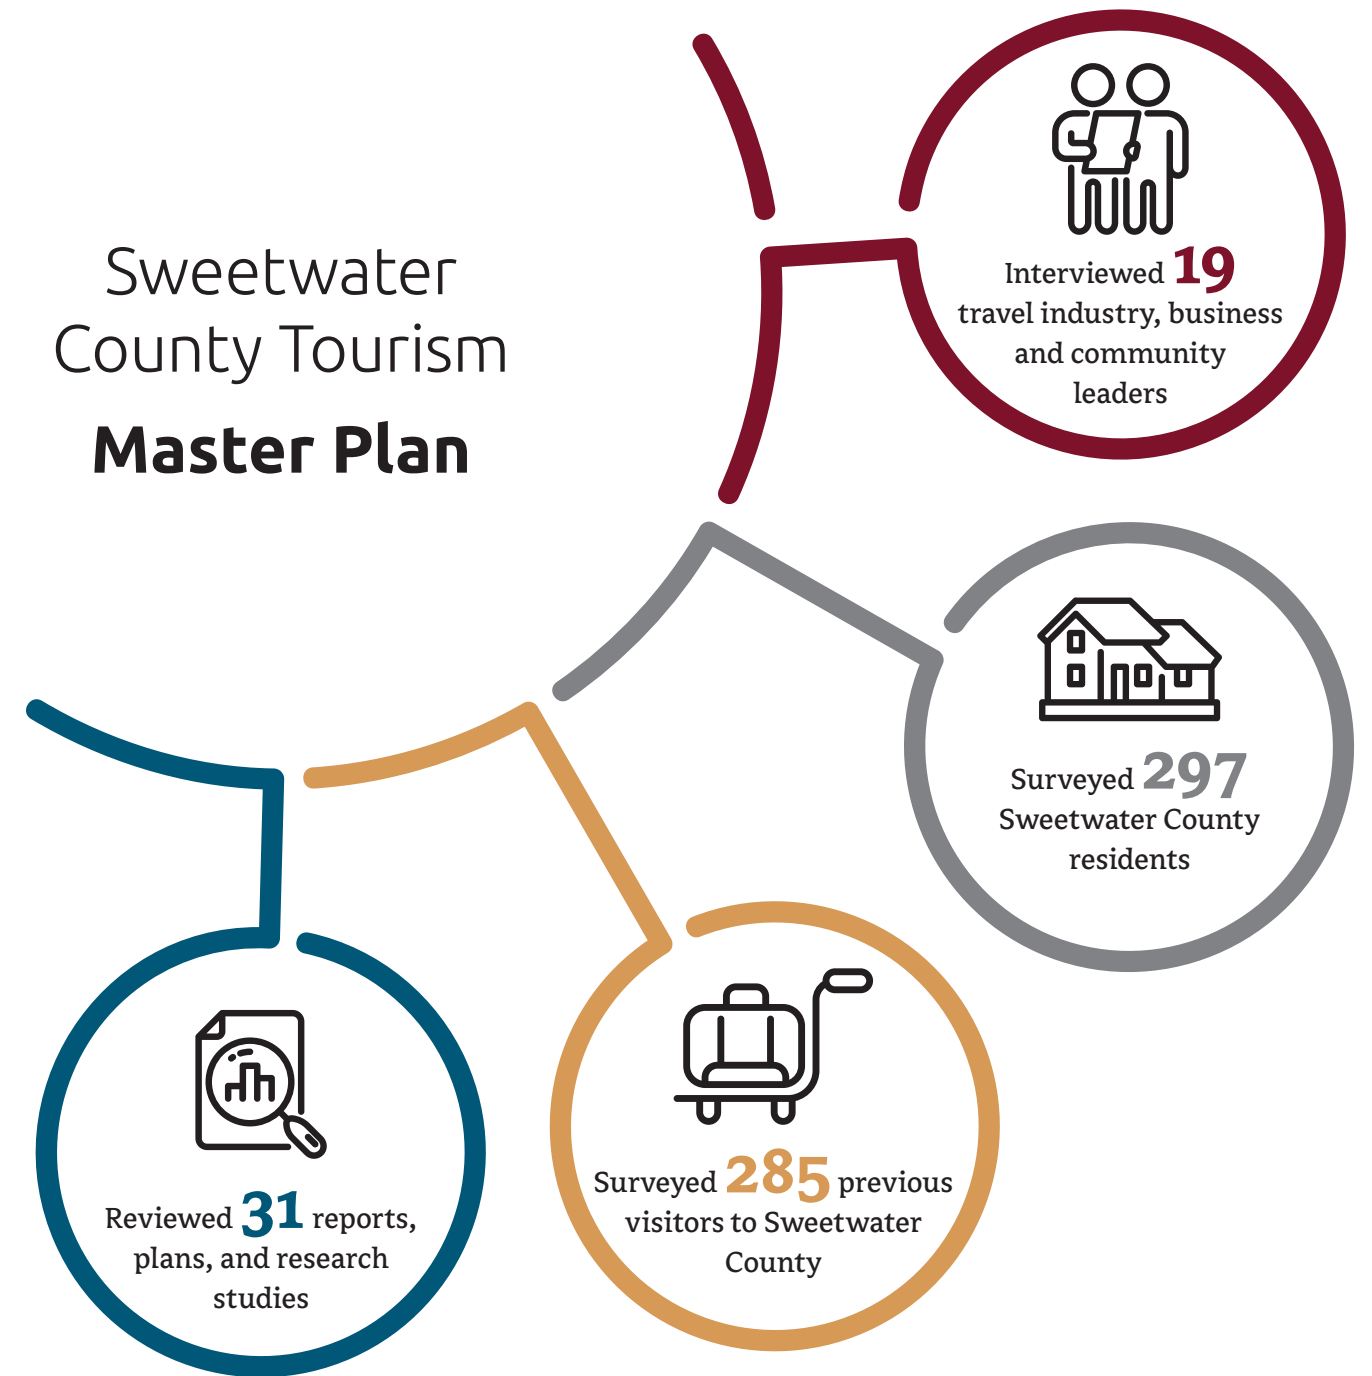 Sweetwater
County Tourism
Master Plan
Interviewed 19
travel industry, business
and community
leaders
Surveyed 297
Sweetwater County
residents
Surveyed 285 previous
visitors to Sweetwater
County
Reviewed 31 reports,
plans, and research
studies